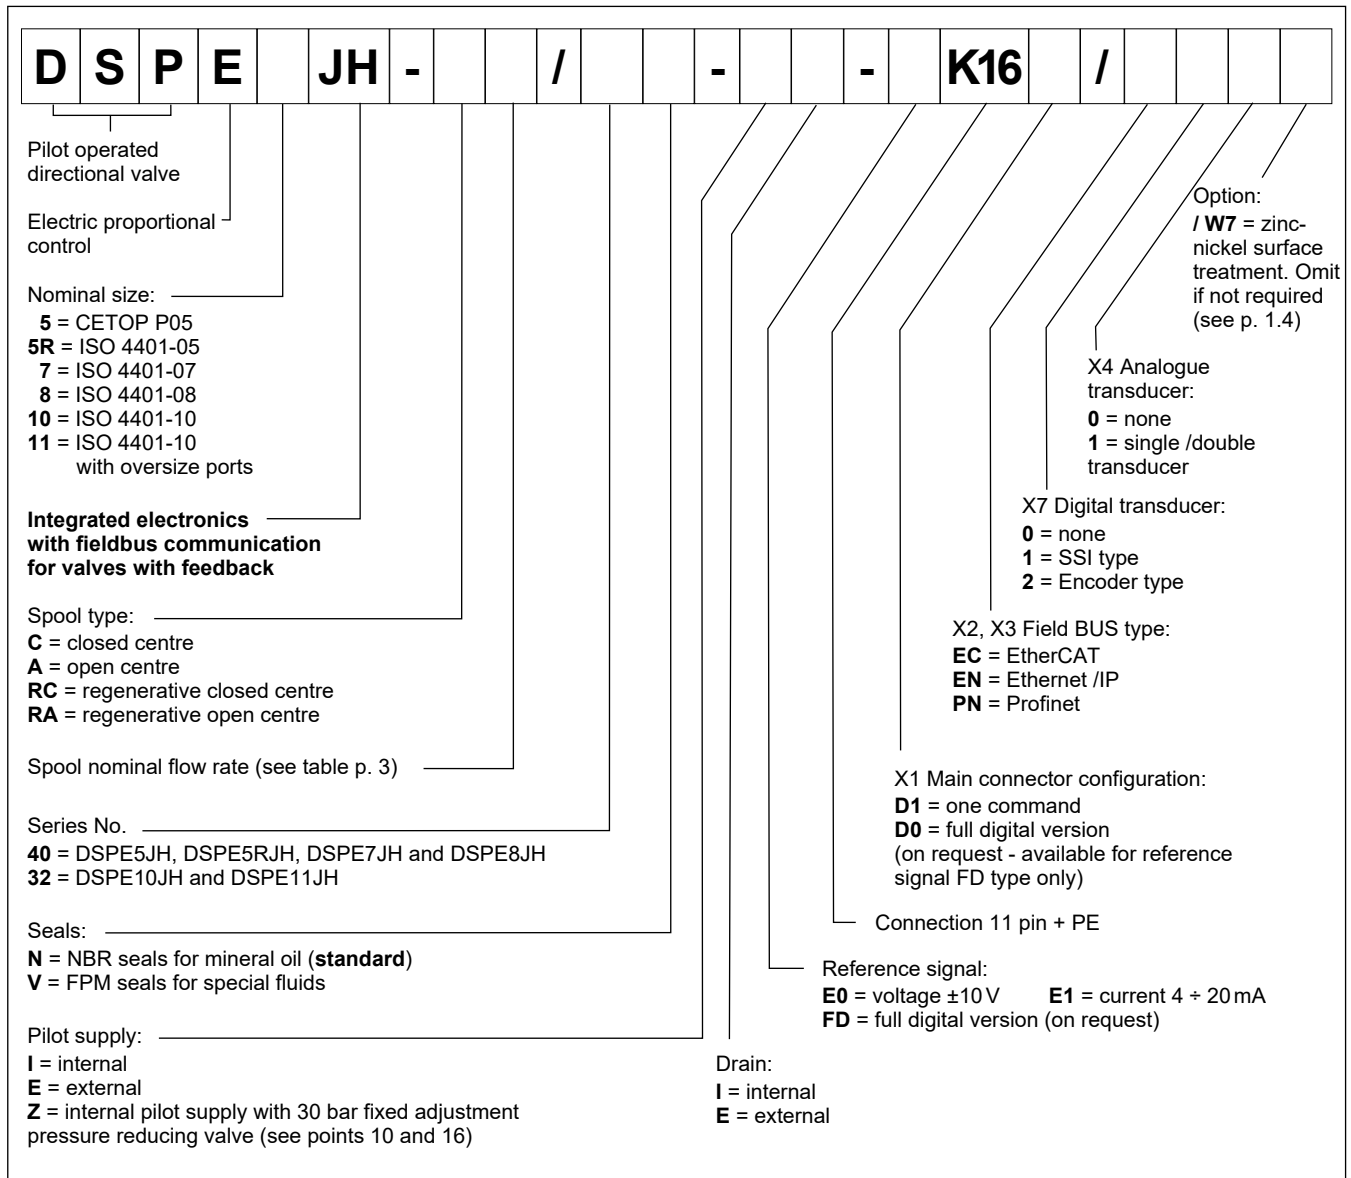 D S P E JH - / - - K16 /
Pilot operated
directional valve
Electric proportional
control
Nominal size:
5 = CETOP P05
5R = ISO 4401-05
7 = ISO 4401-07
8 = ISO 4401-08
10 = ISO 4401-10
11 = ISO 4401-10
with oversize ports
Integrated electronics
with fieldbus communication
for valves with feedback
Spool type:
C = closed centre
A = open centre
RC = regenerative closed centre
RA = regenerative open centre
Spool nominal flow rate (see table p. 3)
Series No.
40 = DSPE5JH, DSPE5RJH, DSPE7JH and DSPE8JH
32 = DSPE10JH and DSPE11JH
Seals:
N = NBR seals for mineral oil (standard)
V = FPM seals for special fluids
Pilot supply:
I = internal
E = external
Z = internal pilot supply with 30 bar fixed adjustment
pressure reducing valve (see points 10 and 16)
Option:
/ W7 = zinc-
nickel surface
treatment. Omit
if not required
(see p. 1.4)
X4 Analogue
transducer:
0 = none
1 = single /double
transducer
X7 Digital transducer:
0 = none
1 = SSI type
2 = Encoder type
X2, X3 Field BUS type:
EC = EtherCAT
EN = Ethernet /IP
PN = Profinet
X1 Main connector configuration:
D1 = one command
D0 = full digital version
(on request - available for reference
signal FD type only)
Connection 11 pin + PE
Reference signal:
E0 = voltage ±10 V E1 = current 4 ÷ 20 mA
FD = full digital version (on request)
Drain:
I = internal
E = external